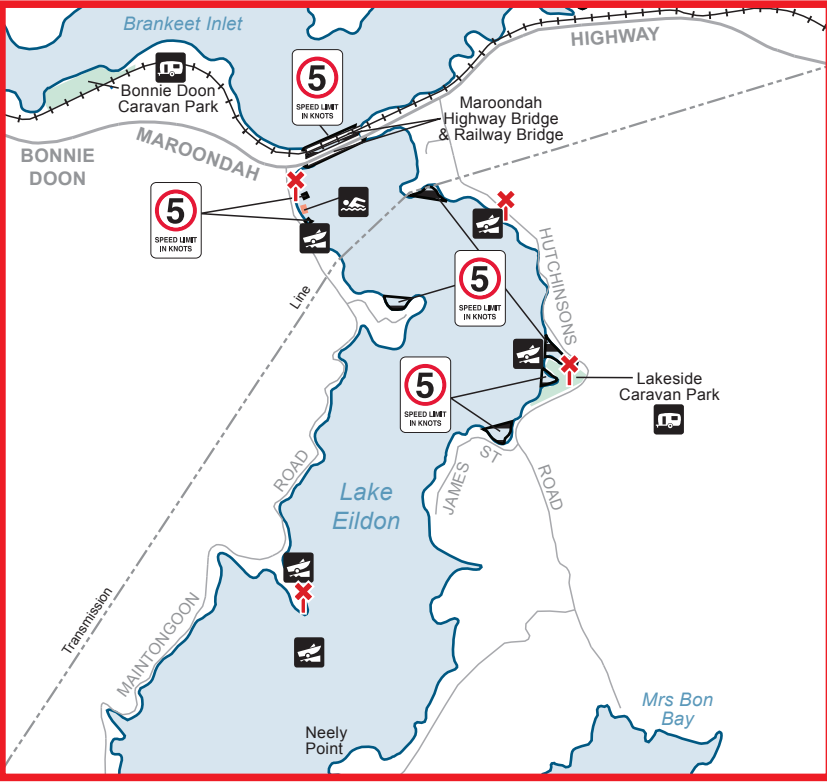 Brankeet Inlet
HIGHWAY
5
SPEED LIMIT
IN KNOTS
Bonnie Doon
Caravan Park
Maroondah
Highway Bridge
& Railway Bridge
BONNIE
DOON
MAROONDAH
5
SPEED LIMIT
IN KNOTS
HUTCHINSONS
5
SPEED LIMIT
IN KNOTS
Line
5
SPEED LIMIT
IN KNOTS
Lakeside
Caravan Park
ROAD
JAMES
ST
ROAD
Lake
Eildon
Transmission
MAINTONGOON
Mrs Bon
Bay
Neely
Point